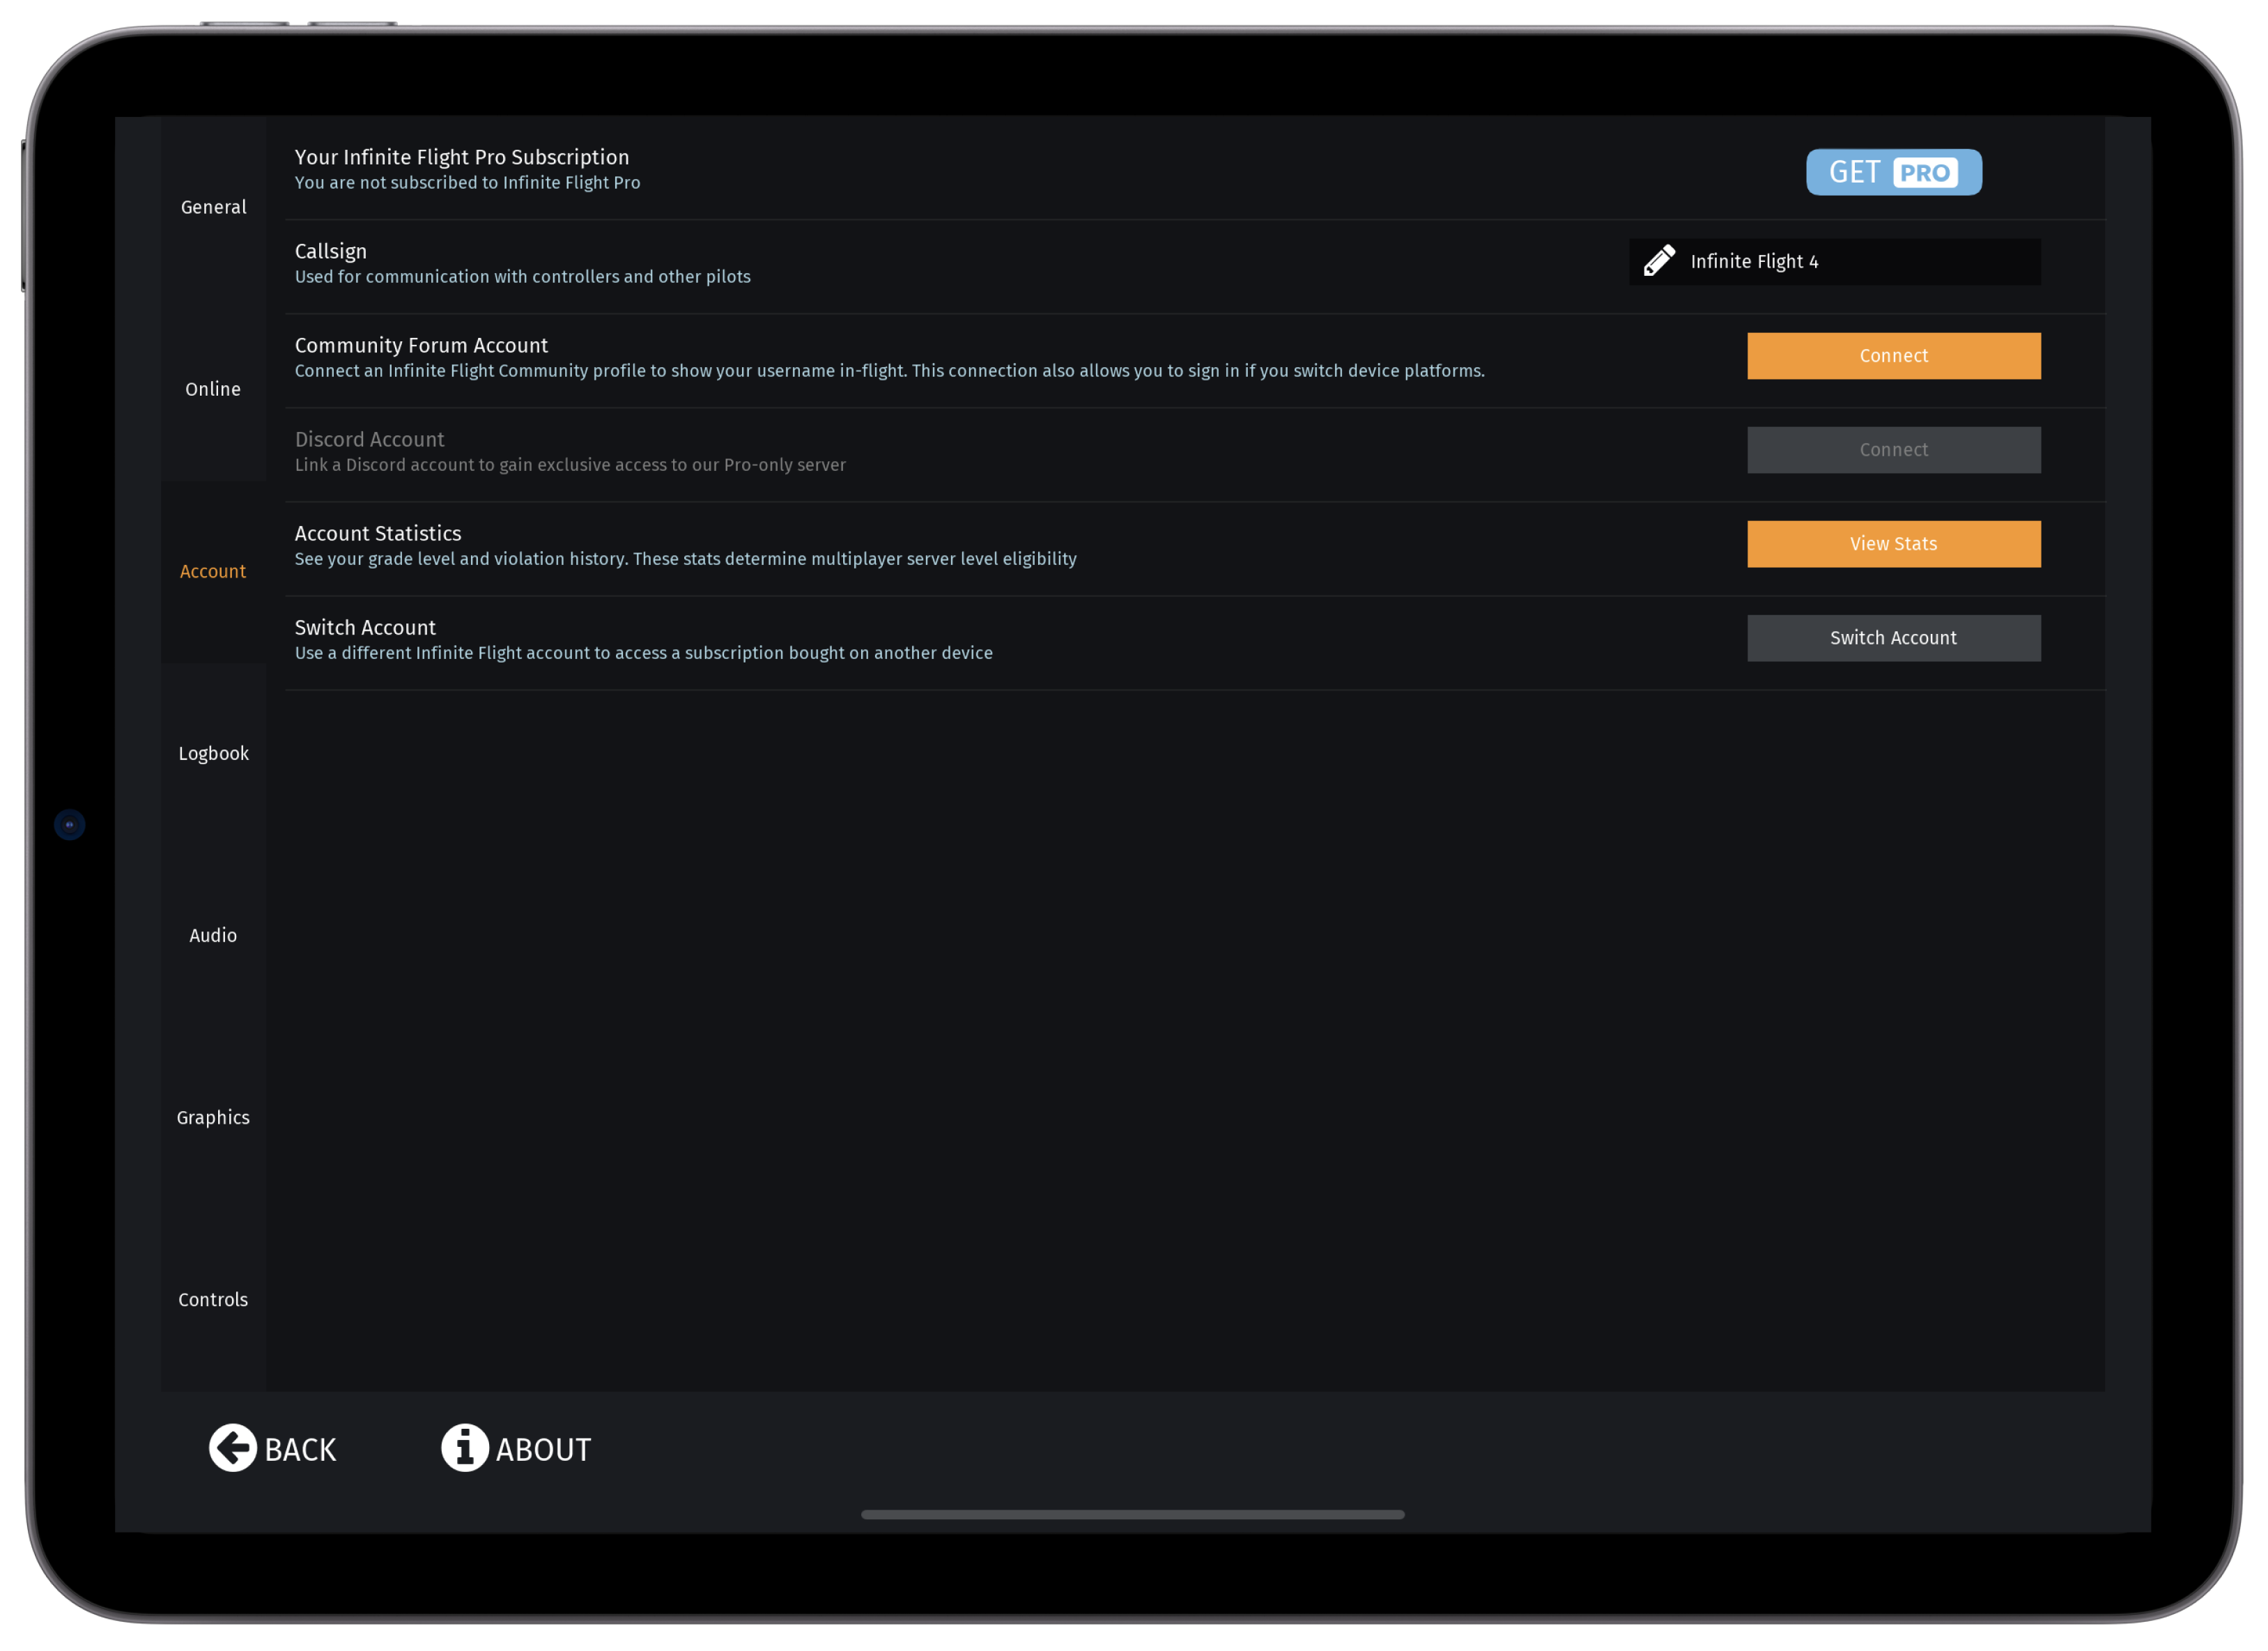 General
Online
Account
Logbook
Audio
Graphics
Controls
Your Infinite Flight Pro Subscription
You are not subscribed to Infinite Flight Pro
GET PRO
Callsign
Used for communication with controllers and other pilots
Infinite Flight 4
Community Forum Account
Connect an Infinite Flight Community profile to show your username in-flight. This connection also allows you to sign in if you switch device platforms.
Connect
Discord Account
Link a Discord account to gain exclusive access to our Pro-only server
Connect
Account Statistics
See your grade level and violation history. These stats determine multiplayer server level eligibility
View Stats
Switch Account
Use a different Infinite Flight account to access a subscription bought on another device
Switch Account
BACK
ABOUT